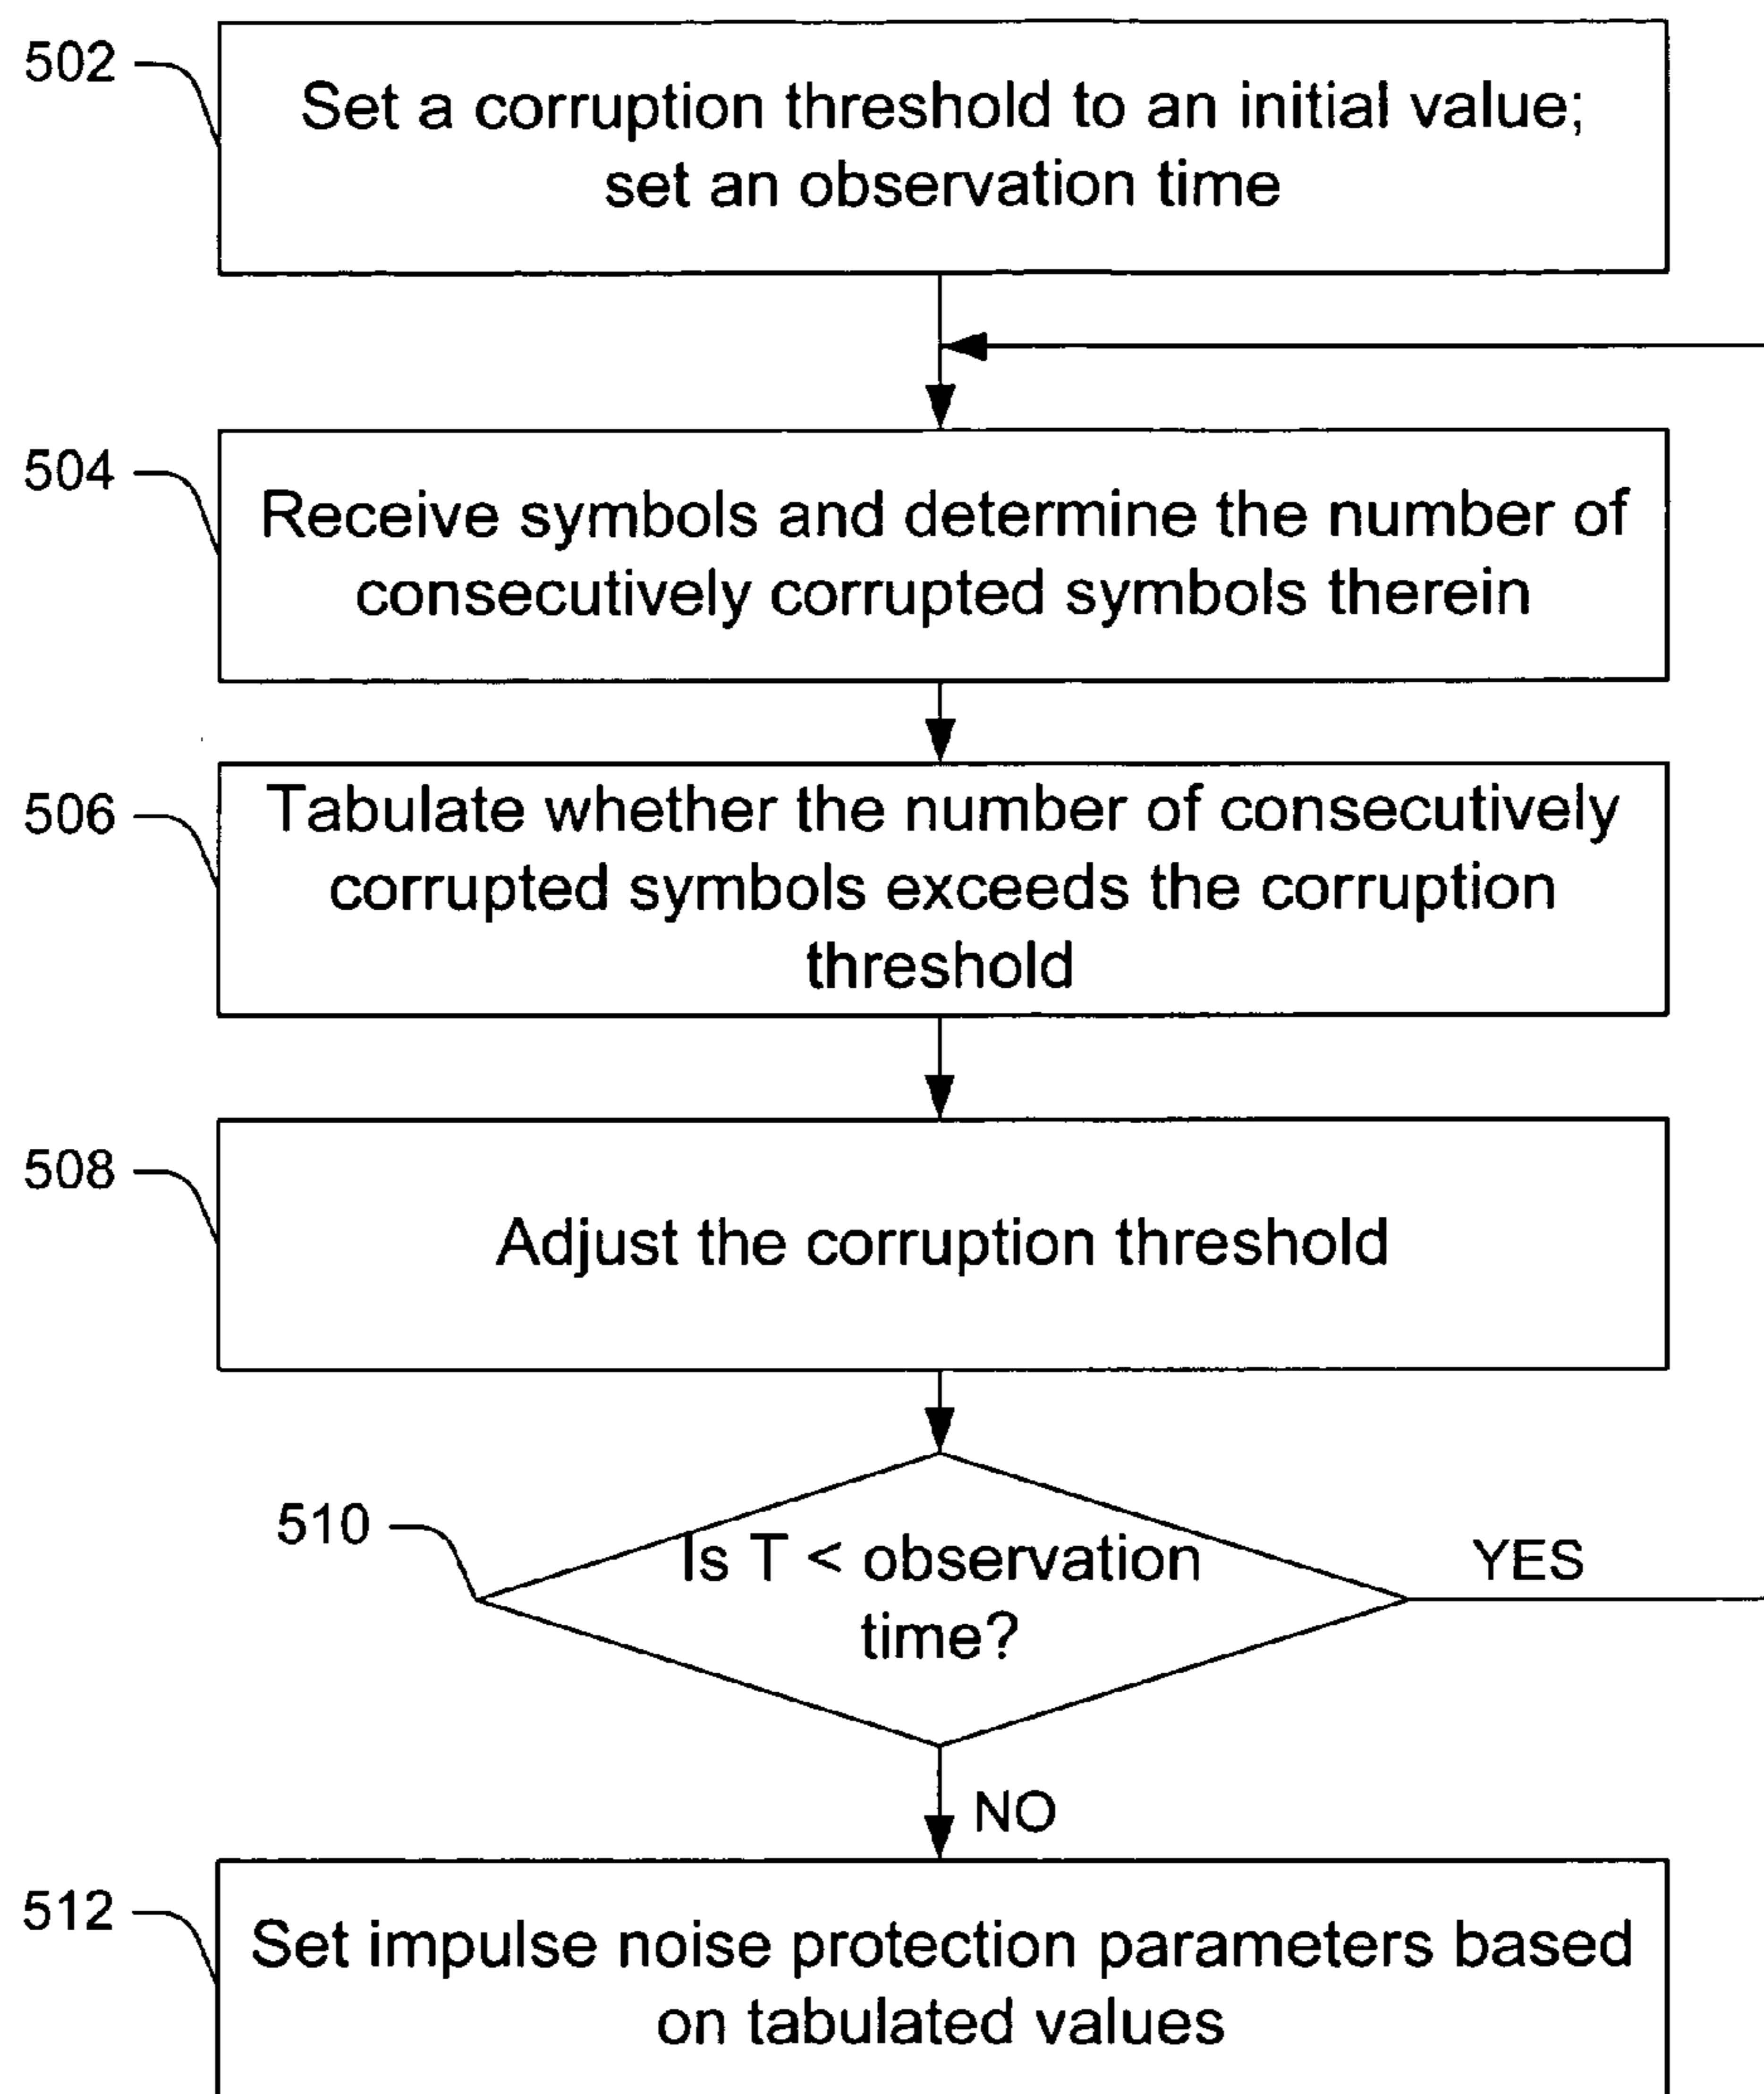 502
Set a corruption threshold to an initial value;
set an observation time
504
Receive symbols and determine the number of
consecutively corrupted symbols therein
506
Tabulate whether the number of consecutively
corrupted symbols exceeds the corruption
threshold
508
Adjust the corruption threshold
510
Is T < observation
time?
YES
NO
512
Set impulse noise protection parameters based
on tabulated values